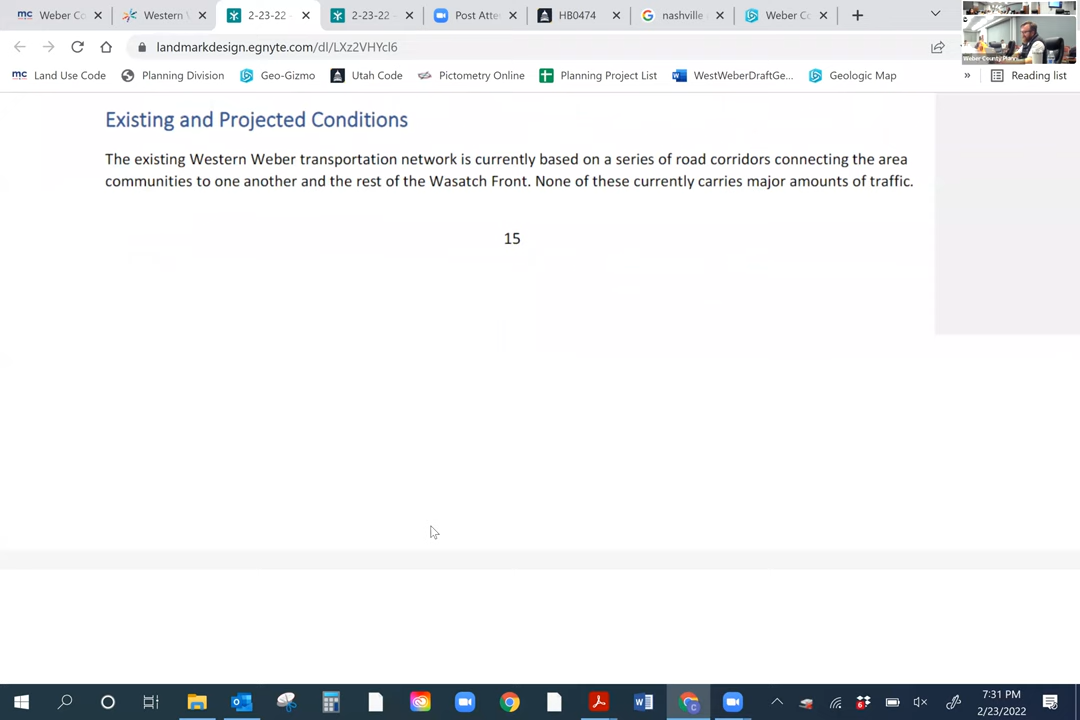 Weber Co
Western
2-23-22
2-23-22
Post Atte
HB0474
nashville
Weber Co
landmarkdesign.egnyte.com/dl/LXz2VHYcl6
mc Land Use Code
Planning Division
Geo-Gizmo
Utah Code
Pictometry Online
Planning Project List
WestWeberDraftGe...
Geologic Map
»
Reading list
Existing and Projected Conditions
The existing Western Weber transportation network is currently based on a series of road corridors connecting the area
communities to one another and the rest of the Wasatch Front. None of these currently carries major amounts of traffic.
15
7:31 PM
2/23/2022